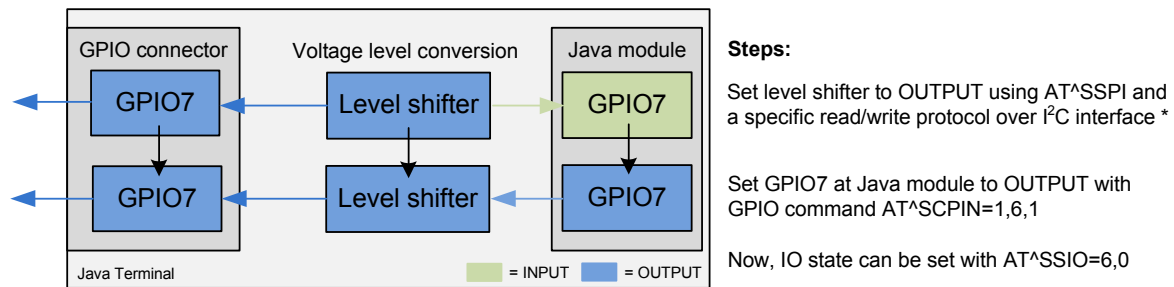 GPIO connector
Voltage level conversion
Java module
GPIO7
Level shifter
GPIO7
GPIO7
Level shifter
GPIO7
Java Terminal
= INPUT
= OUTPUT
Steps:
Set level shifter to OUTPUT using AT^SSPI and
a specific read/write protocol over I²C interface *
Set GPIO7 at Java module to OUTPUT with
GPIO command AT^SCPIN=1,6,1
Now, IO state can be set with AT^SSIO=6,0